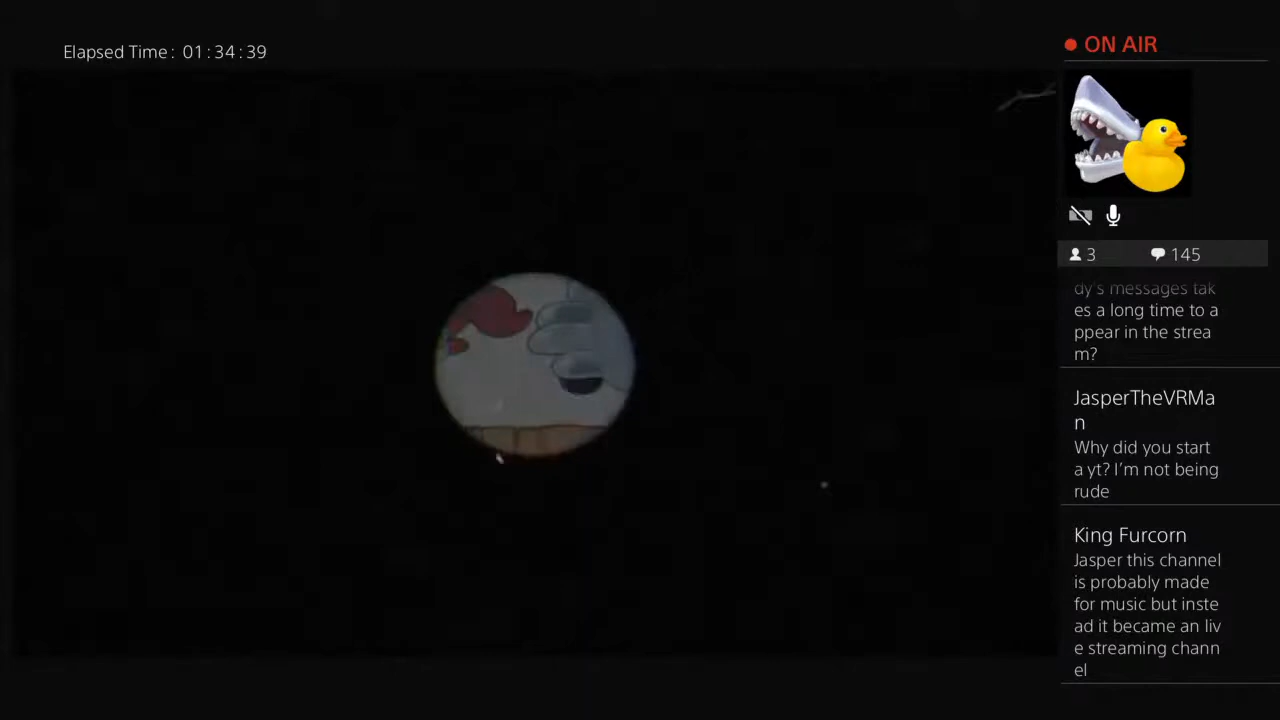 Elapsed Time: 01:34:39
ON AIR
3 145
dy's messages tak
es a long time to a
ppear in the strea
m?
JasperTheVRMa
n
Why did you start
a yt? I'm not being
rude
King Furcorn
Jasper this channel
is probably made
for music but inste
ad it became an liv
e streaming chann
el